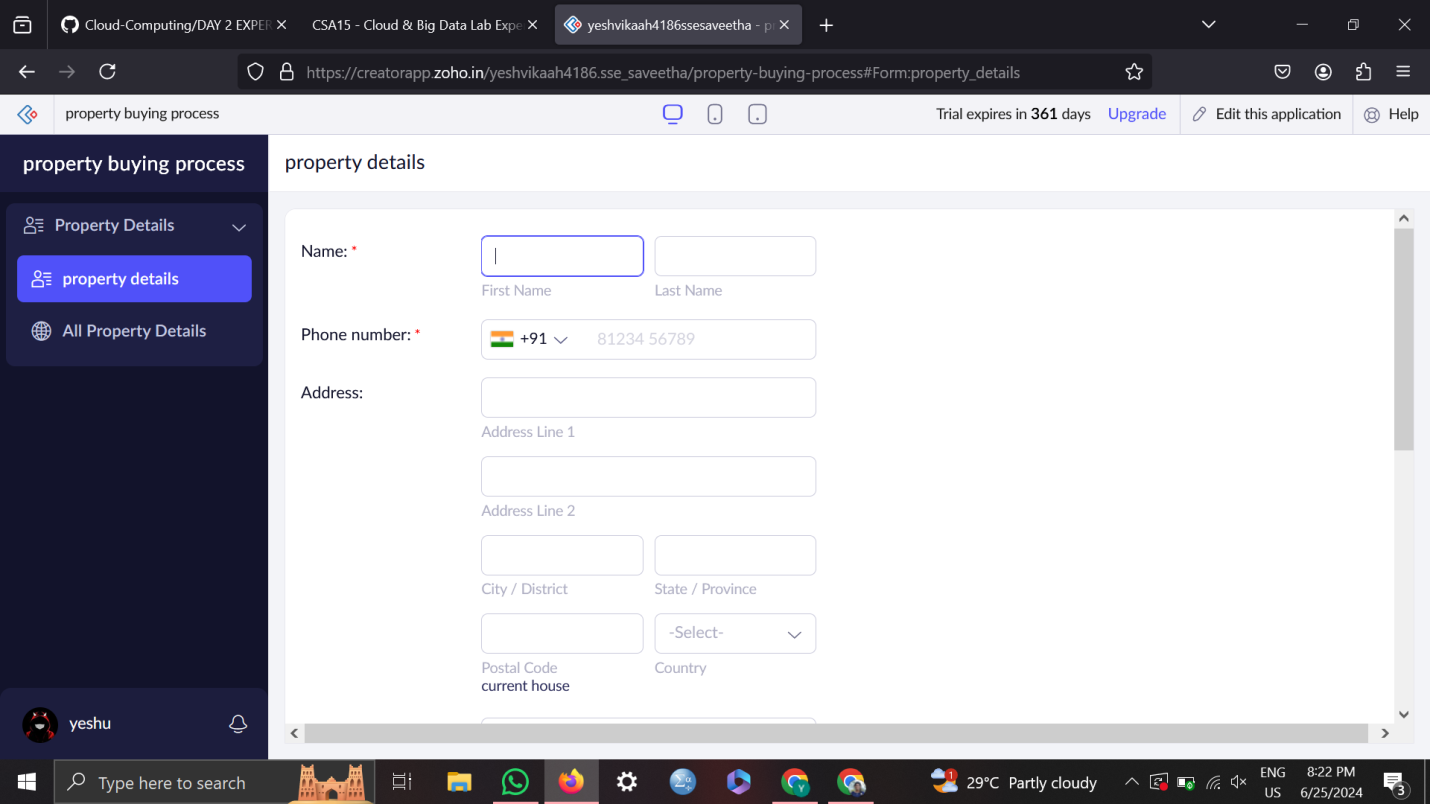 Cloud-Computing/DAY 2 EXPER
CSA15 - Cloud & Big Data Lab Expe
yeshvikaah4186ssesaveetha - p
https://creatorapp.zoho.in/yeshvikaah4186.sse_saveetha/property-buying-process#Form:property_details
property buying process
Trial expires in 361 days
Upgrade
Edit this application
Help
property buying process
property details
Property Details
property details
All Property Details
Name: *
First Name
Last Name
Phone number: *
+91
81234 56789
Address:
Address Line 1
Address Line 2
City / District
State / Province
-Select-
Postal Code
Country
current house
yeshu
Type here to search
1
29°C Partly cloudy
ENG
US
8:22 PM
6/25/2024
3